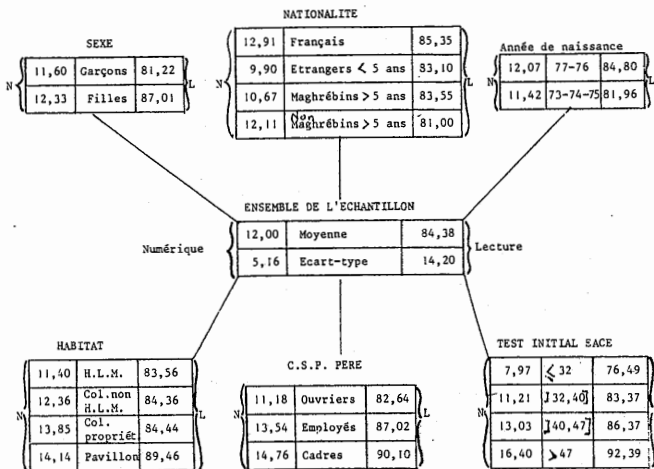 NATIONALITE
12,91 Français 85,35
9,90 Etrangers < 5 ans 83,10
10,67 Maghrébins > 5 ans 83,55
12,11 Non Maghrébins > 5 ans 81,00
N
L
SEXE
11,60 Garçons 81,22
12,33 Filles 87,01
N
L
Année de naissance
12,07 77-76 84,80
11,42 73-74-75 81,96
N
L
ENSEMBLE DE L'ECHANTILLON
Numérique
12,00 Moyenne 84,38
5,16 Ecart-type 14,20
Lecture
HABITAT
11,40 H.L.M. 83,56
12,36 Col.non H.L.M. 84,36
13,85 Col. propriét. 84,44
14,14 Pavillon 89,46
N
L
C.S.P. PERE
11,18 Ouvriers 82,64
13,54 Employés 87,02
14,76 Cadres 90,10
N
L
TEST INITIAL EACE
7,97 ⩽ 32 76,49
11,21 ]32,40] 83,37
13,03 ]40,47] 86,37
16,40 > 47 92,39
N
L